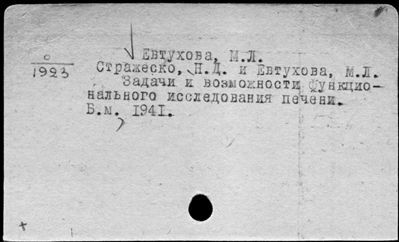 Евтухова, М.Л.
о
1923
Стражеско, Н.Д. и Евтухова, М.Л.
Задачи и возможности функцио-
нального исследования печени.
Б.м. 1941.